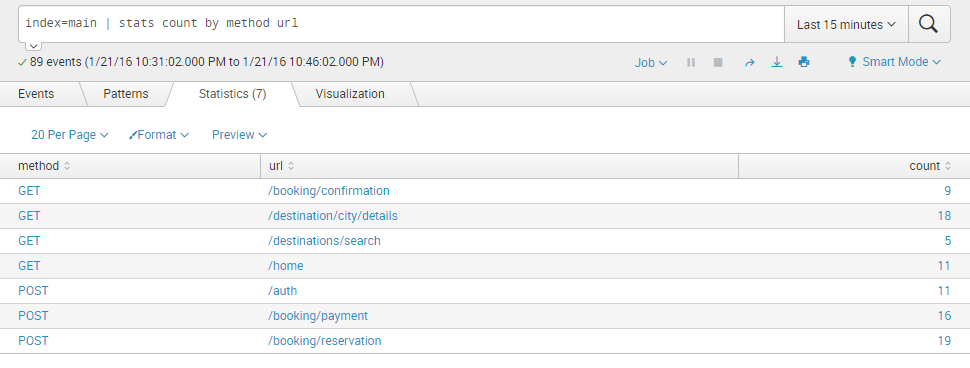 index=main | stats count by method url
Last 15 minutes
89 events (1/21/16 10:31:02.000 PM to 1/21/16 10:46:02.000 PM)
Job
Smart Mode
Events Patterns Statistics (7) Visualization
20 Per Page Format Preview
method url count
GET /booking/confirmation 9
GET /destination/city/details 18
GET /destinations/search 5
GET /home 11
POST /auth 11
POST /booking/payment 16
POST /booking/reservation 19